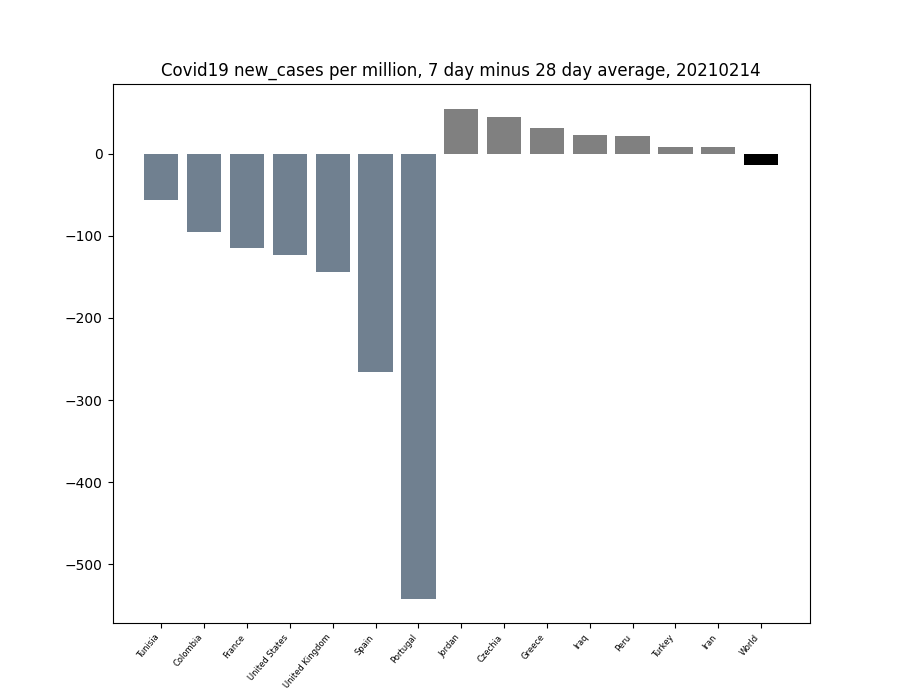 Covid19 new_cases per million, 7 day minus 28 day average, 20210214
0
−100
−200
−300
−400
−500
Tunisia
Colombia
France
United States
United Kingdom
Spain
Portugal
Jordan
Czechia
Greece
Iraq
Peru
Turkey
Iran
World